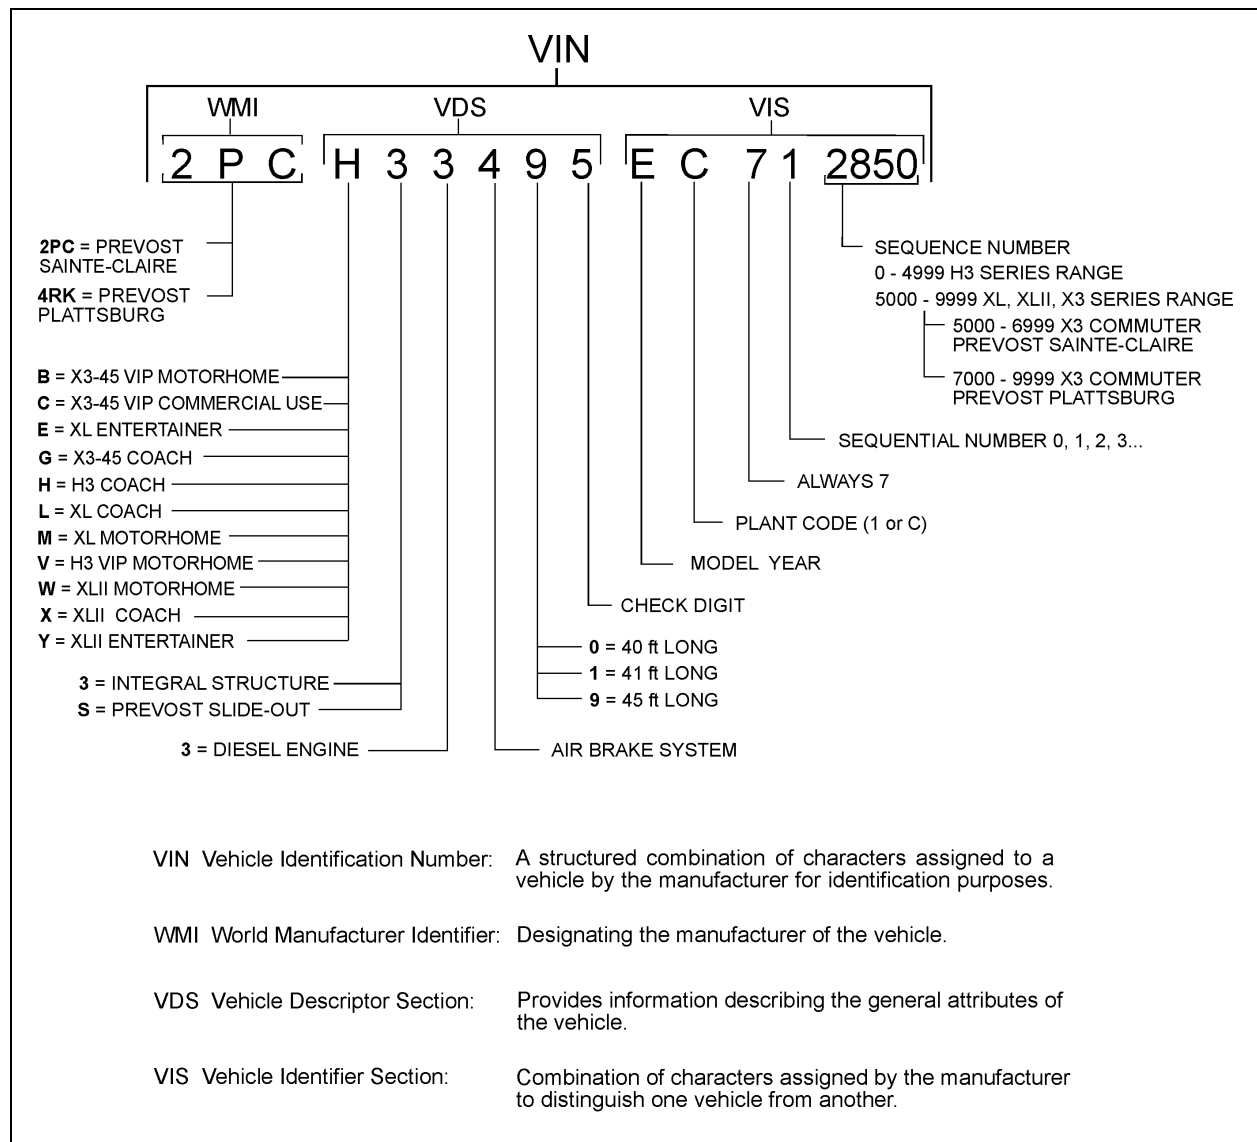 VIN
WMI VDS VIS
2 P C H 3 3 4 9 5 E C 7 1 2850
2PC = PREVOST
SAINTE-CLAIRE
4RK = PREVOST
PLATTSBURG
SEQUENCE NUMBER
0 - 4999 H3 SERIES RANGE
5000 - 9999 XL, XLII, X3 SERIES RANGE
5000 - 6999 X3 COMMUTER
PREVOST SAINTE-CLAIRE
7000 - 9999 X3 COMMUTER
PREVOST PLATTSBURG
SEQUENTIAL NUMBER 0, 1, 2, 3...
ALWAYS 7
PLANT CODE (1 or C)
MODEL YEAR
CHECK DIGIT
B = X3-45 VIP MOTORHOME
C = X3-45 VIP COMMERCIAL USE
E = XL ENTERTAINER
G = X3-45 COACH
H = H3 COACH
L = XL COACH
M = XL MOTORHOME
V = H3 VIP MOTORHOME
W = XLII MOTORHOME
X = XLII COACH
Y = XLII ENTERTAINER
0 = 40 ft LONG
1 = 41 ft LONG
9 = 45 ft LONG
3 = INTEGRAL STRUCTURE
S = PREVOST SLIDE-OUT
3 = DIESEL ENGINE
AIR BRAKE SYSTEM
VIN Vehicle Identification Number: A structured combination of characters assigned to a
vehicle by the manufacturer for identification purposes.
WMI World Manufacturer Identifier: Designating the manufacturer of the vehicle.
VDS Vehicle Descriptor Section: Provides information describing the general attributes of
the vehicle.
VIS Vehicle Identifier Section: Combination of characters assigned by the manufacturer
to distinguish one vehicle from another.